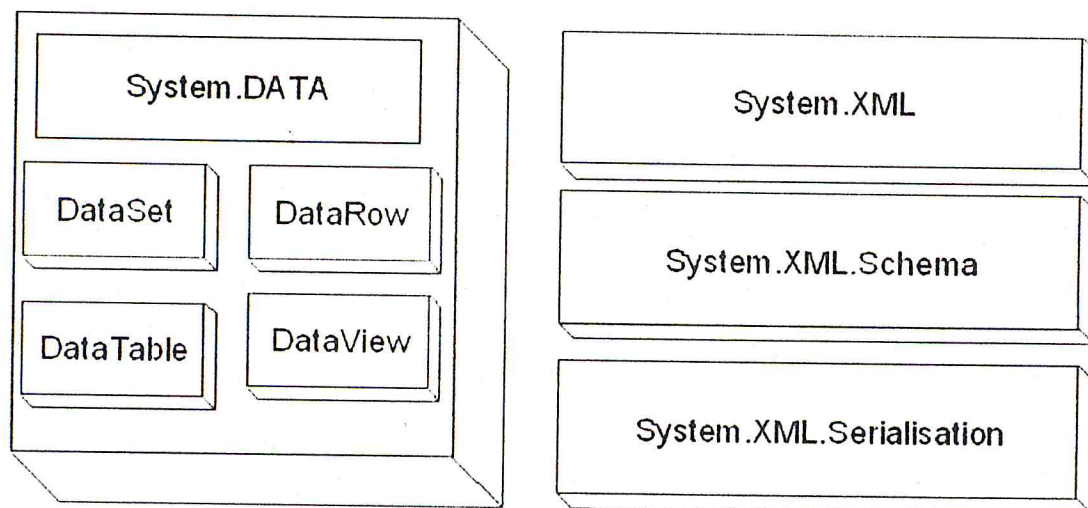 System.DATA
DataSet
DataRow
DataTable
DataView
System.XML
System.XML.Schema
System.XML.Serialisation